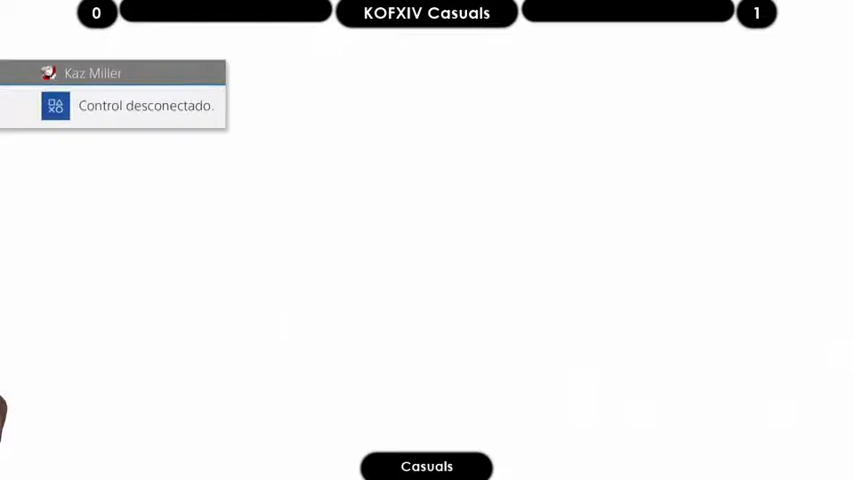 0
KOFXIV Casuals
1
Kaz Miller
Control desconectado.
Casuals